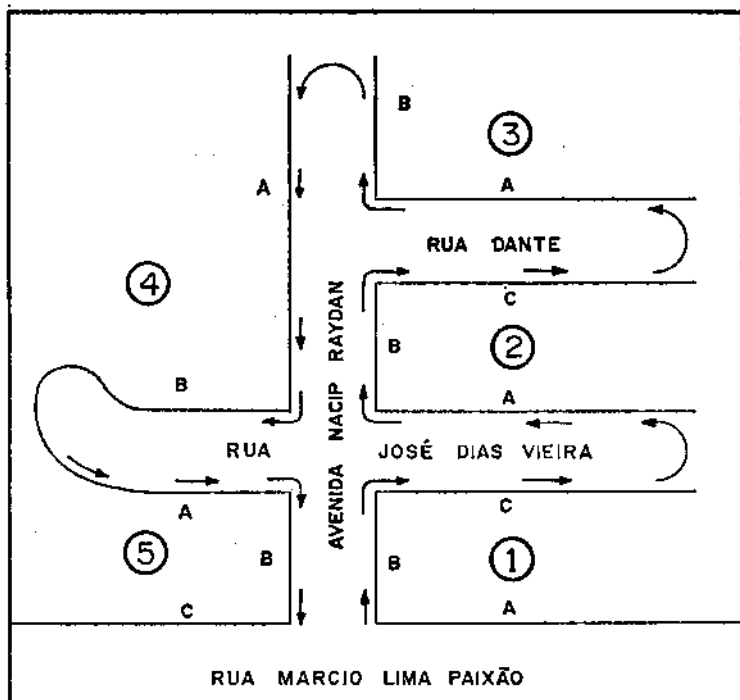 B
3
A
A
RUA DANTE
4
C
2
B
AVENIDA NACIP RAYDAN
B
A
RUA
JOSÉ DIAS VIEIRA
A
C
5
B
B
1
C
A
RUA MARCIO LIMA PAIXÃO